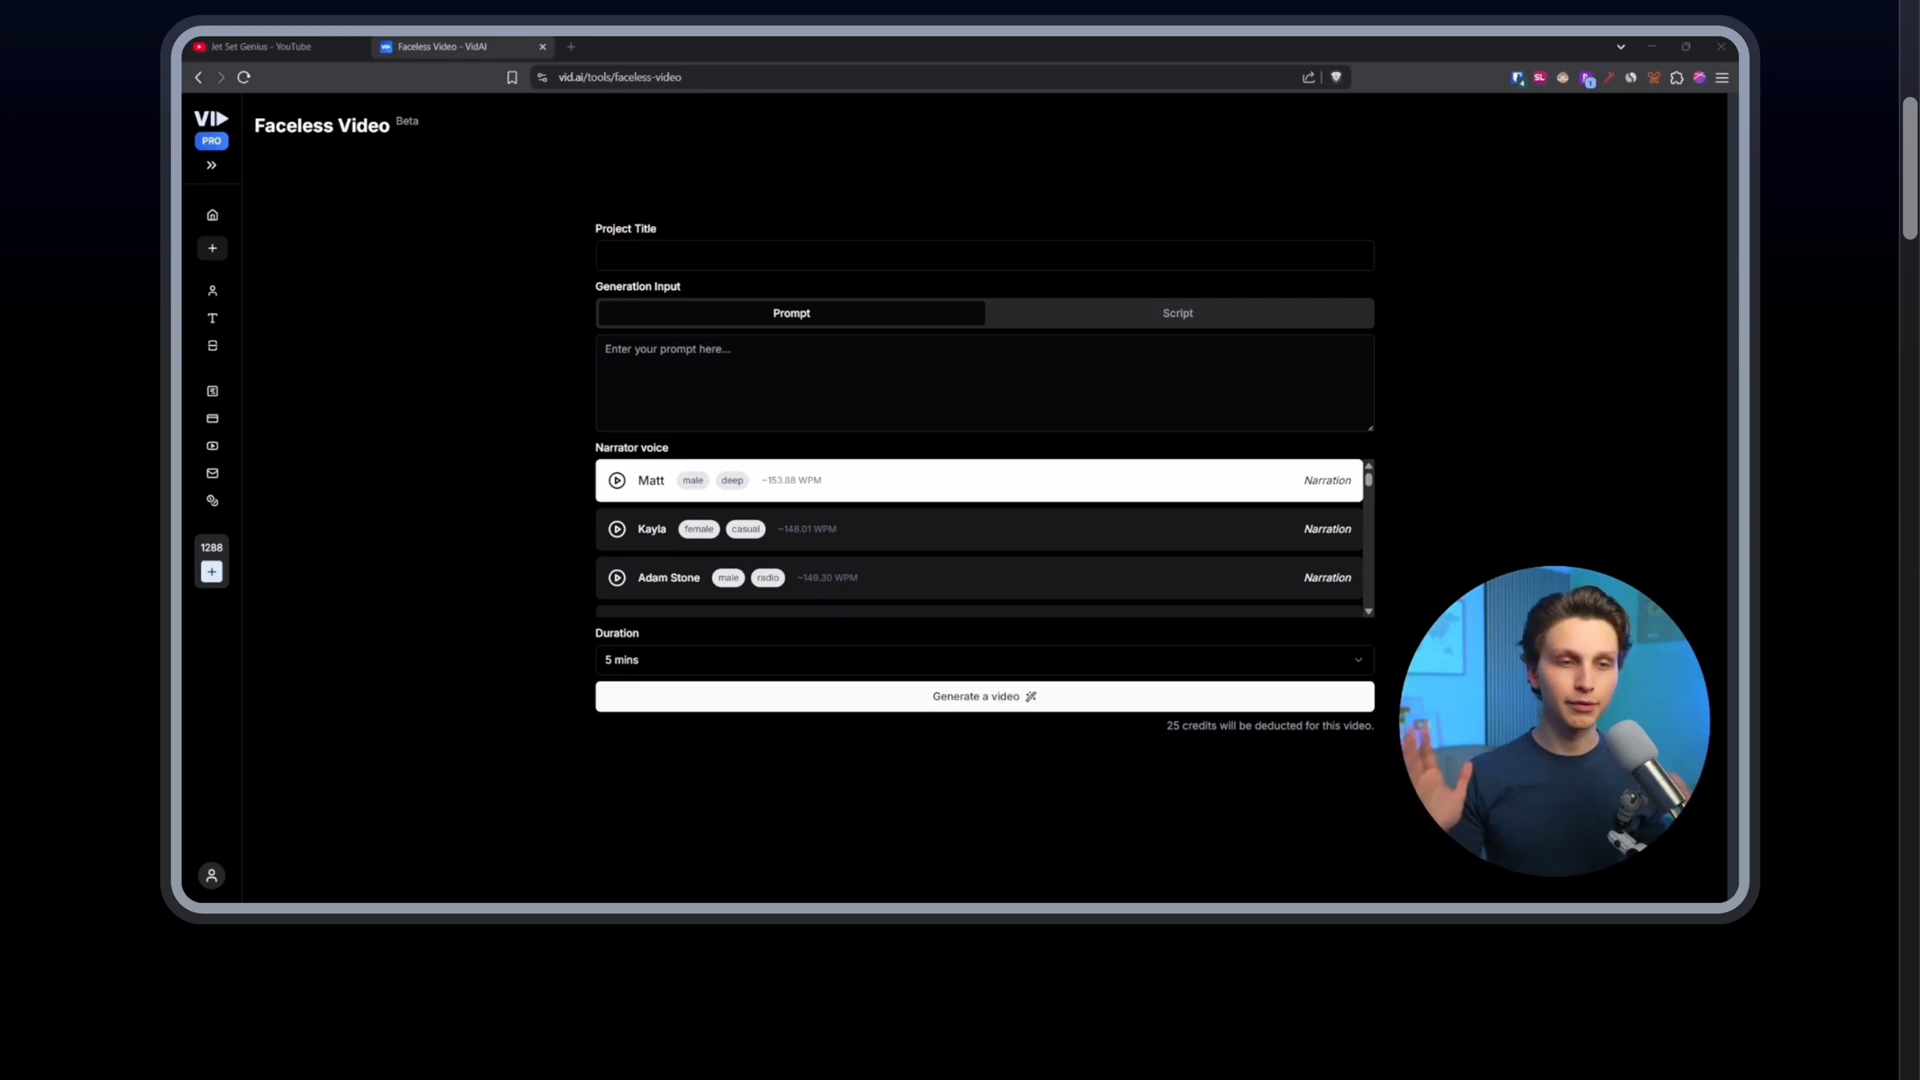 Jet Set Genius - YouTube
Faceless Video - VidAI
vid.ai/tools/faceless-video
SL
VID
PRO
Faceless Video Beta
Project Title
Generation Input
Prompt Script
Enter your prompt here...
Narrator voice
Matt male deep ~153.88 WPM Narration
Kayla female casual ~148.01 WPM Narration
Adam Stone male radio ~149.30 WPM Narration
1288
Duration
5 mins
Generate a video
25 credits will be deducted for this video.